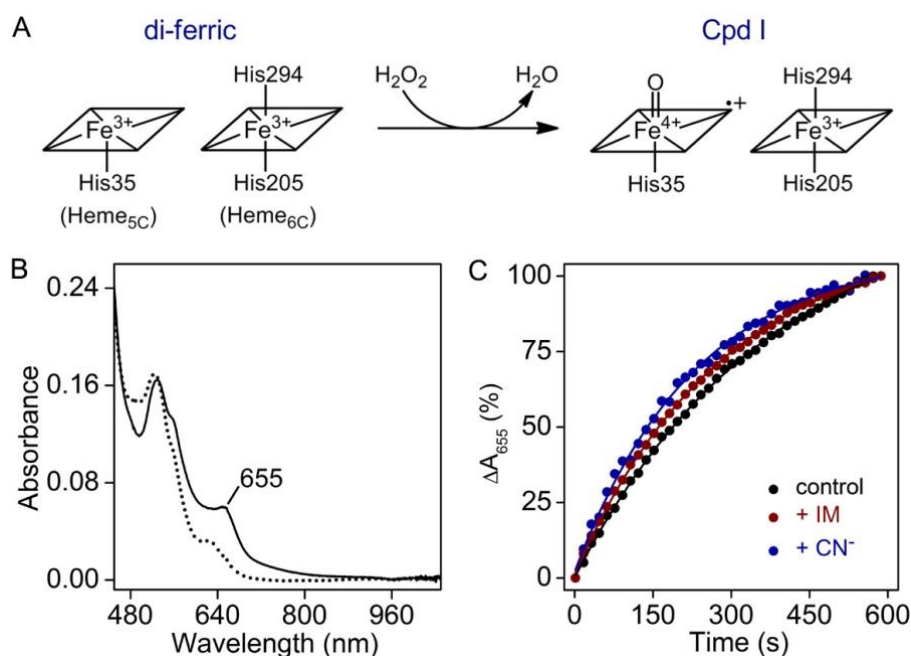 A
di-ferric
Cpd I
His294
H₂O₂
H₂O
O
His294
Fe³⁺
Fe³⁺
Fe⁴⁺
•+
Fe³⁺
His35
His205
His35
His205
(Heme₅C)
(Heme₆C)
B
0.24
0.16
0.08
0.00
Absorbance
655
480
640
800
960
Wavelength (nm)
C
100
75
50
25
0
ΔA₆₅₅ (%)
control
+ IM
+ CN⁻
0
150
300
450
600
Time (s)